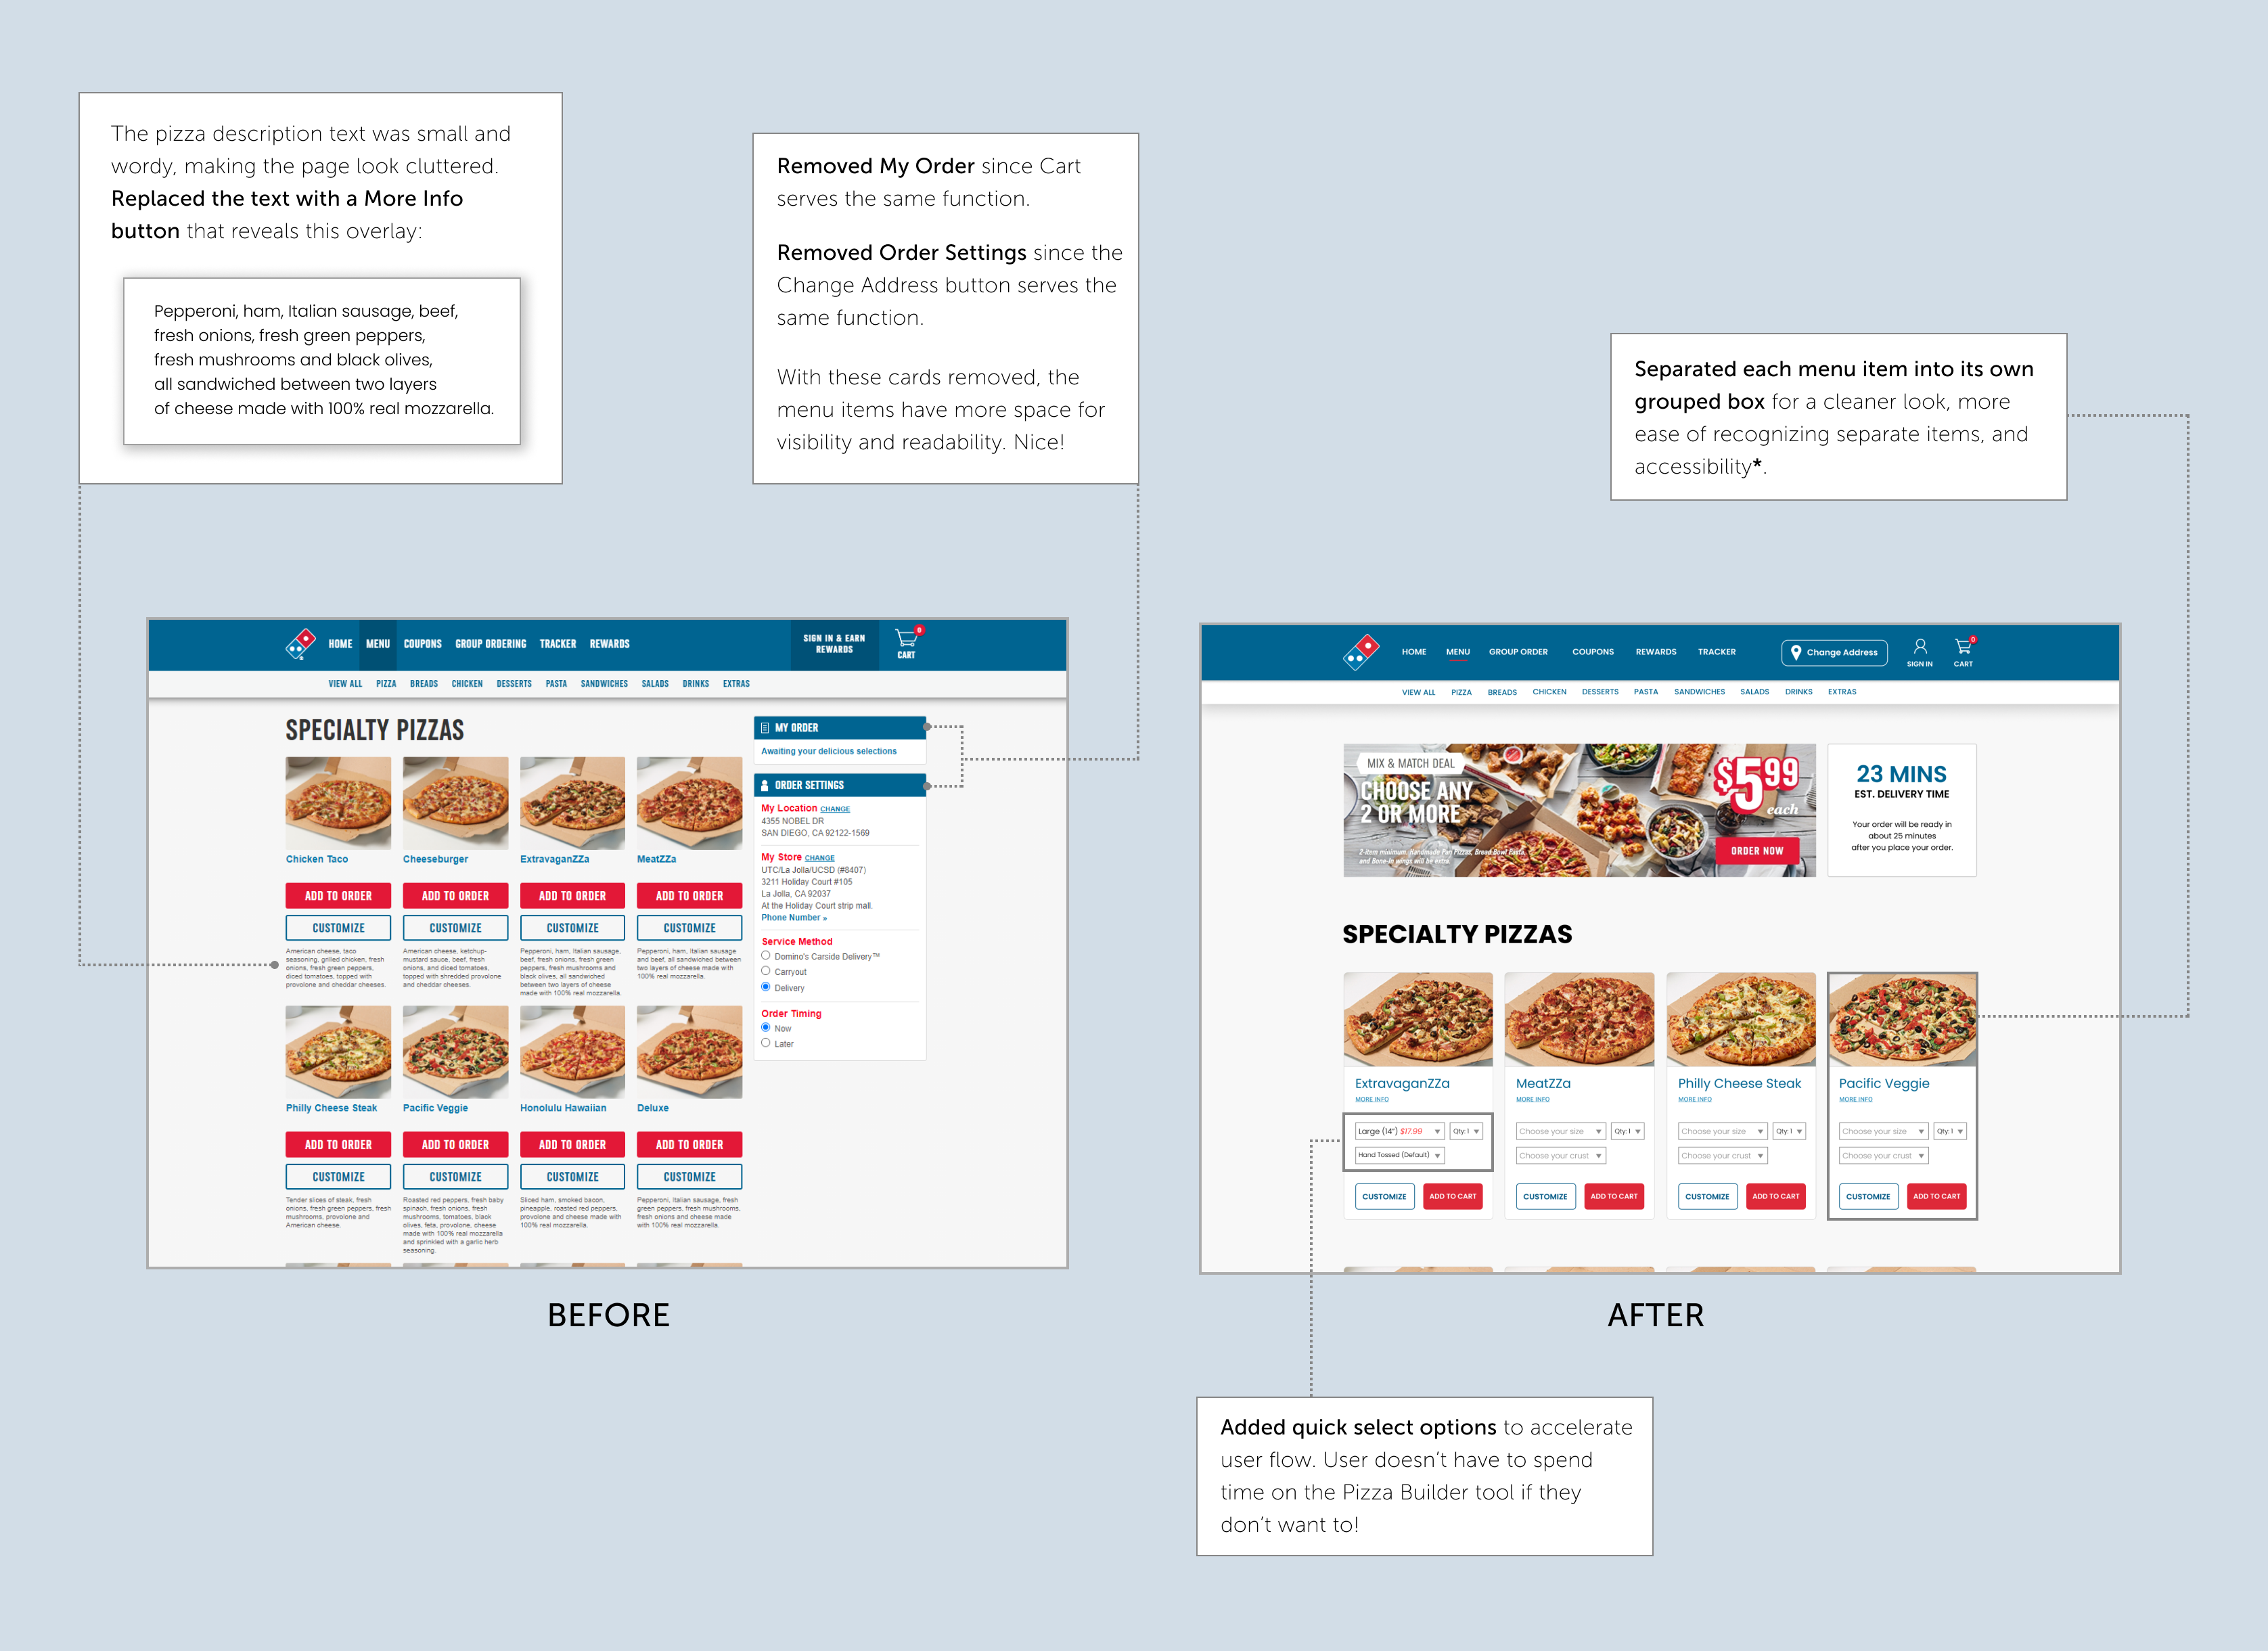 The pizza description text was small and
wordy, making the page look cluttered.
Replaced the text with a More Info
button that reveals this overlay:
Pepperoni, ham, Italian sausage, beef,
fresh onions, fresh green peppers,
fresh mushrooms and black olives,
all sandwiched between two layers
of cheese made with 100% real mozzarella.
Removed My Order since Cart
serves the same function.
Removed Order Settings since the
Change Address button serves the
same function.
With these cards removed, the
menu items have more space for
visibility and readability. Nice!
Separated each menu item into its own
grouped box for a cleaner look, more
ease of recognizing separate items, and
accessibility*.
HOME MENU COUPONS GROUP ORDERING TRACKER REWARDS
SIGN IN & EARN
REWARDS
0
CART
VIEW ALL PIZZA BREADS CHICKEN DESSERTS PASTA SANDWICHES SALADS DRINKS EXTRAS
SPECIALTY PIZZAS
Chicken Taco
ADD TO ORDER
CUSTOMIZE
American cheese, taco
seasoning, grilled chicken, fresh
onions, fresh green peppers,
diced tomatoes, topped with
provolone and cheddar cheeses.
Cheeseburger
ADD TO ORDER
CUSTOMIZE
American cheese, ketchup-
mustard sauce, beef, fresh
onions, and diced tomatoes,
topped with shredded provolone
and cheddar cheeses.
ExtravaganZZa
ADD TO ORDER
CUSTOMIZE
Pepperoni, ham, Italian sausage,
beef, fresh onions, fresh green
peppers, fresh mushrooms and
black olives, all sandwiched
between two layers of cheese
made with 100% real mozzarella.
MeatZZa
ADD TO ORDER
CUSTOMIZE
Pepperoni, ham, Italian sausage
and beef, all sandwiched between
two layers of cheese made with
100% real mozzarella.
Philly Cheese Steak
ADD TO ORDER
CUSTOMIZE
Tender slices of steak, fresh
onions, fresh green peppers, fresh
mushrooms, provolone and
American cheese.
Pacific Veggie
ADD TO ORDER
CUSTOMIZE
Roasted red peppers, fresh baby
spinach, fresh onions, fresh
mushrooms, tomatoes, black
olives, feta, provolone, cheese
made with 100% real mozzarella
and sprinkled with a garlic herb
seasoning.
Honolulu Hawaiian
ADD TO ORDER
CUSTOMIZE
Sliced ham, smoked bacon,
pineapple, roasted red peppers,
provolone and cheese made with
100% real mozzarella.
Deluxe
ADD TO ORDER
CUSTOMIZE
Pepperoni, Italian sausage, fresh
green peppers, fresh mushrooms,
fresh onions and cheese made
with 100% real mozzarella.
MY ORDER
Awaiting your delicious selections
ORDER SETTINGS
My Location CHANGE
4355 NOBEL DR
SAN DIEGO, CA 92122-1569
My Store CHANGE
UTC/La Jolla/UCSD (#8407)
3211 Holiday Court #105
La Jolla, CA 92037
At the Holiday Court strip mall.
Phone Number »
Service Method
Domino's Carside Delivery™
Carryout
Delivery
Order Timing
Now
Later
BEFORE
HOME MENU GROUP ORDER COUPONS REWARDS TRACKER
Change Address
SIGN IN
0
CART
VIEW ALL PIZZA BREADS CHICKEN DESSERTS PASTA SANDWICHES SALADS DRINKS EXTRAS
MIX & MATCH DEAL
CHOOSE ANY
2 OR MORE
2-item minimum. Handmade Pan Pizzas, Bread Bowl Pasta,
and Bone-In wings will be extra.
$5 99
each
ORDER NOW
23 MINS
EST. DELIVERY TIME
Your order will be ready in
about 25 minutes
after you place your order.
SPECIALTY PIZZAS
ExtravaganZZa
MORE INFO
Large (14") $17.99 Qty: 1
Hand Tossed (Default)
CUSTOMIZE ADD TO CART
MeatZZa
MORE INFO
Choose your size Qty: 1
Choose your crust
CUSTOMIZE ADD TO CART
Philly Cheese Steak
MORE INFO
Choose your size Qty: 1
Choose your crust
CUSTOMIZE ADD TO CART
Pacific Veggie
MORE INFO
Choose your size Qty: 1
Choose your crust
CUSTOMIZE ADD TO CART
AFTER
Added quick select options to accelerate
user flow. User doesn't have to spend
time on the Pizza Builder tool if they
don't want to!